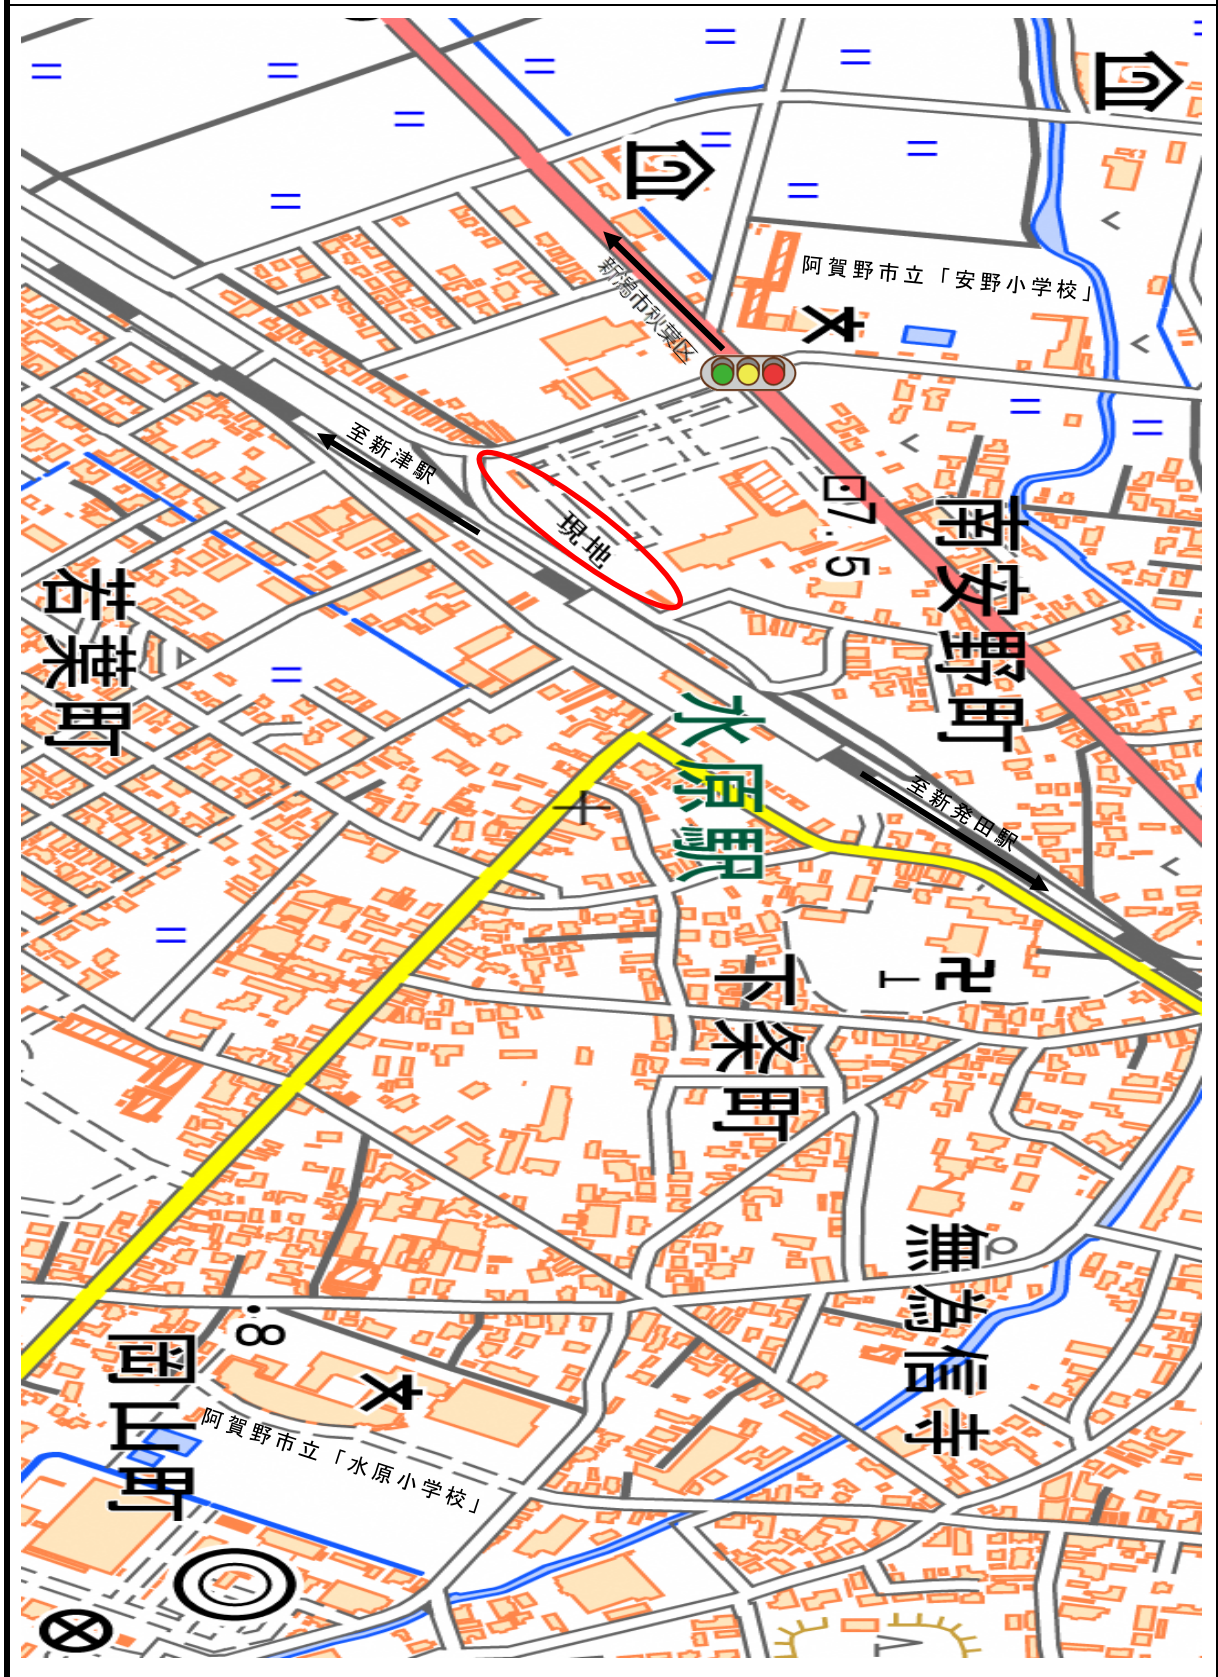 阿賀野市立「安野小学校」
新潟市秋葉区
至新津駅
現地
7.5
南安野町
若葉町
水原駅
至新発田駅
下条町
無為信寺
.8
岡山町
阿賀野市立「水原小学校」